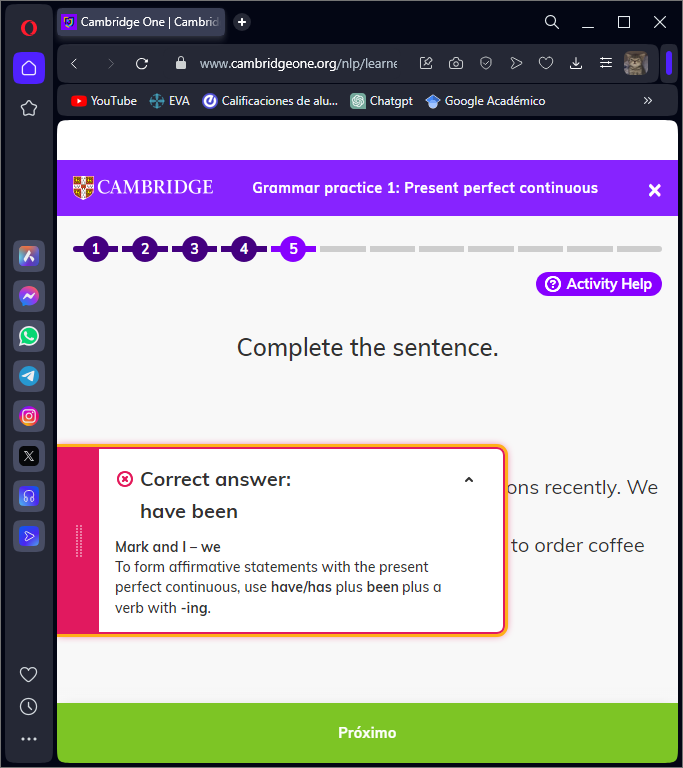 Cambridge One | Cambrid
www.cambridgeone.org/nlp/learne
YouTube
EVA
Calificaciones de alu...
Chatgpt
Google Académico
CAMBRIDGE
Grammar practice 1: Present perfect continuous
1 2 3 4 5
Activity Help
Complete the sentence.
Correct answer:
have been
Mark and I – we
To form affirmative statements with the present
perfect continuous, use have/has plus been plus a
verb with -ing.
ons recently. We
to order coffee
Próximo